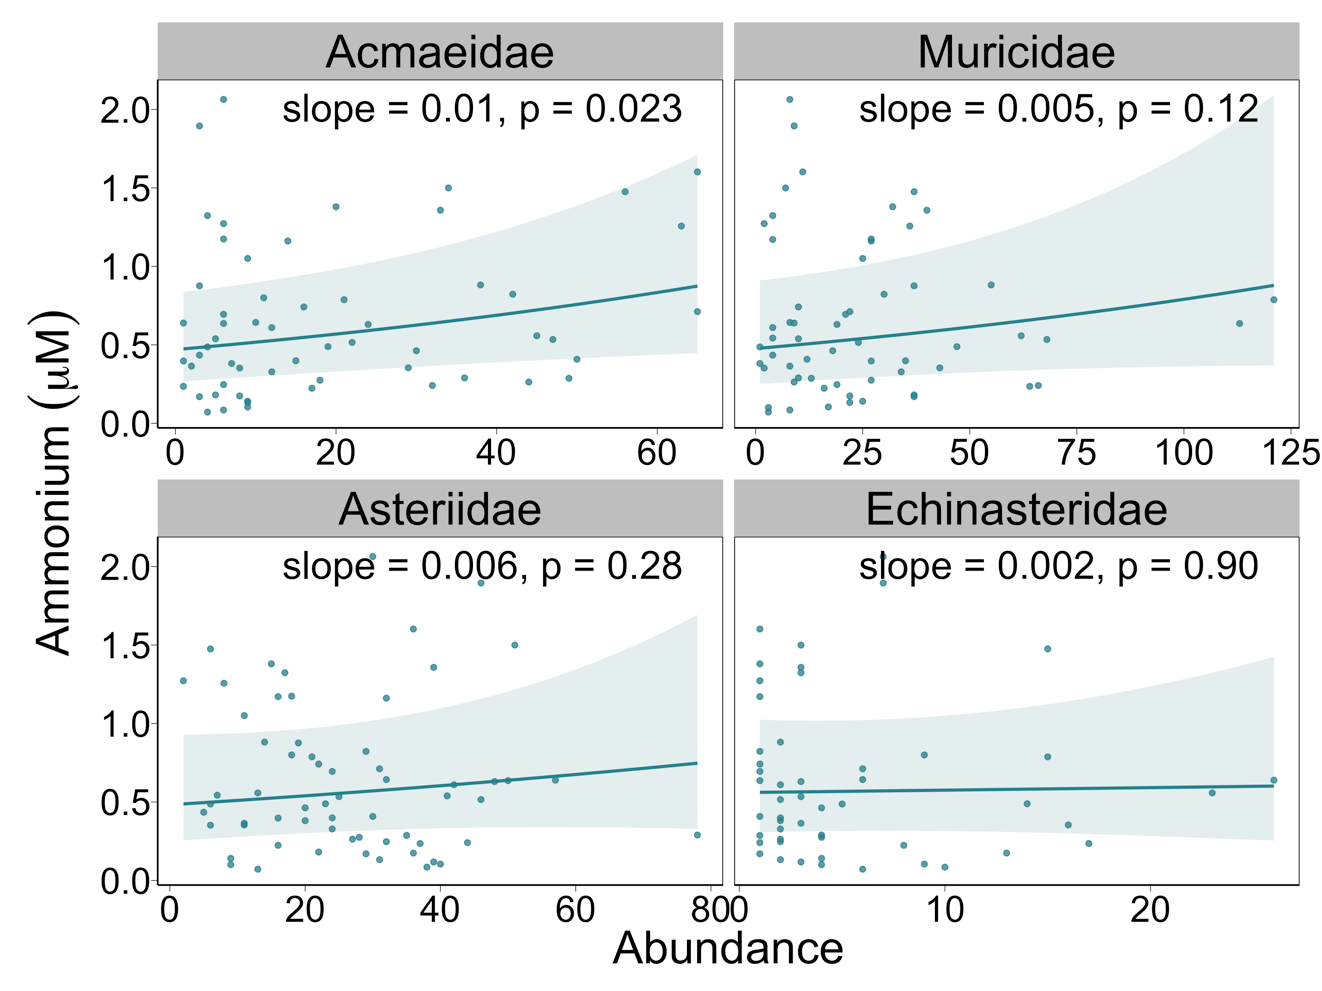 Acmaeidae
Muricidae
slope = 0.01, p = 0.023
slope = 0.005, p = 0.12
2.0
1.5
1.0
0.5
0.0
0 20 40 60
0 25 50 75 100 125
Asteriidae
Echinasteridae
slope = 0.006, p = 0.28
slope = 0.002, p = 0.90
2.0
1.5
1.0
0.5
0.0
0 20 40 60 80
0 10 20
Ammonium (μM)
Abundance